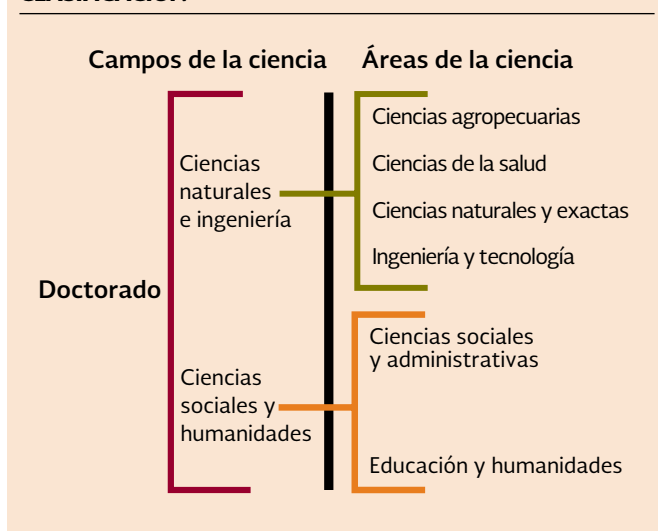 Campos de la ciencia
Áreas de la ciencia
Doctorado
Ciencias
naturales
e ingeniería
Ciencias agropecuarias
Ciencias de la salud
Ciencias naturales y exactas
Ingeniería y tecnología
Ciencias
sociales y
humanidades
Ciencias sociales
y administrativas
Educación y humanidades